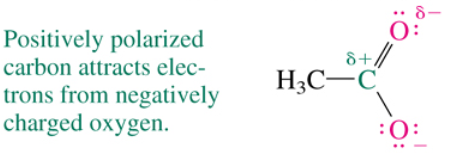 Positively polarized
carbon attracts elec-
trons from negatively
charged oxygen.
δ−
O
δ+
H₃C—C
O
−